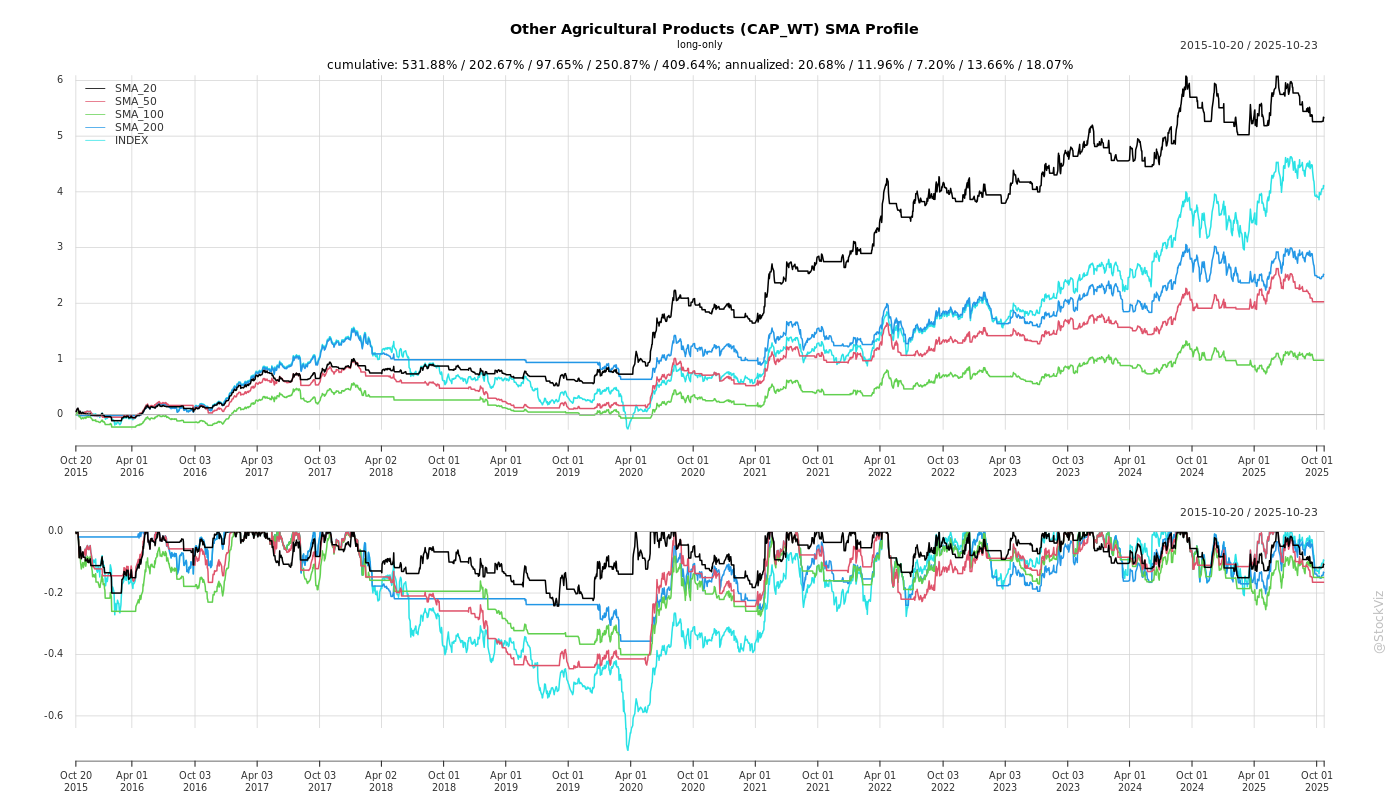 Other Agricultural Products (CAP_WT) SMA Profile
long-only
2015-10-20 / 2025-10-23
cumulative: 531.88% / 202.67% / 97.65% / 250.87% / 409.64%; annualized: 20.68% / 11.96% / 7.20% / 13.66% / 18.07%
6
5
4
3
2
1
0
SMA_20
SMA_50
SMA_100
SMA_200
INDEX
Oct 20 Apr 01 Oct 03 Apr 03 Oct 03 Apr 02 Oct 01 Apr 01 Oct 01 Apr 01 Oct 01 Apr 01 Oct 01 Apr 01 Oct 03 Apr 03 Oct 03 Apr 01 Oct 01 Apr 01 Oct 01
2015 2016 2016 2017 2017 2018 2018 2019 2019 2020 2020 2021 2021 2022 2022 2023 2023 2024 2024 2025 2025
2015-10-20 / 2025-10-23
0.0
-0.2
-0.4
-0.6
Oct 20 Apr 01 Oct 03 Apr 03 Oct 03 Apr 02 Oct 01 Apr 01 Oct 01 Apr 01 Oct 01 Apr 01 Oct 01 Apr 01 Oct 03 Apr 03 Oct 03 Apr 01 Oct 01 Apr 01 Oct 01
2015 2016 2016 2017 2017 2018 2018 2019 2019 2020 2020 2021 2021 2022 2022 2023 2023 2024 2024 2025 2025
@StockViz